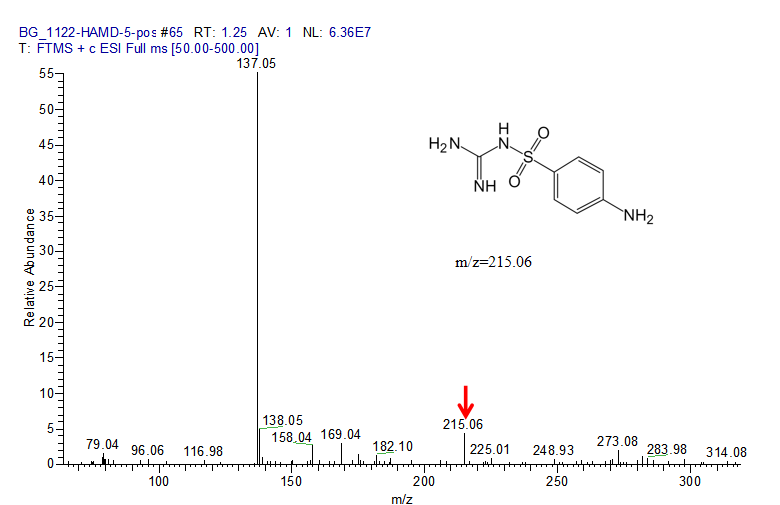 BG_1122-HAMD-5-pos #65 RT: 1.25 AV: 1 NL: 6.36E7
T: FTMS + c ESI Full ms [50.00-500.00]
137.05
55
50
45
40
35
30
25
20
15
10
5
0
Relative Abundance
H
N
O
H2N
S
NH
O
NH2
m/z=215.06
79.04
96.06
116.98
138.05
158.04
169.04
182.10
215.06
225.01
248.93
273.08
283.98
314.08
100
150
200
250
300
m/z